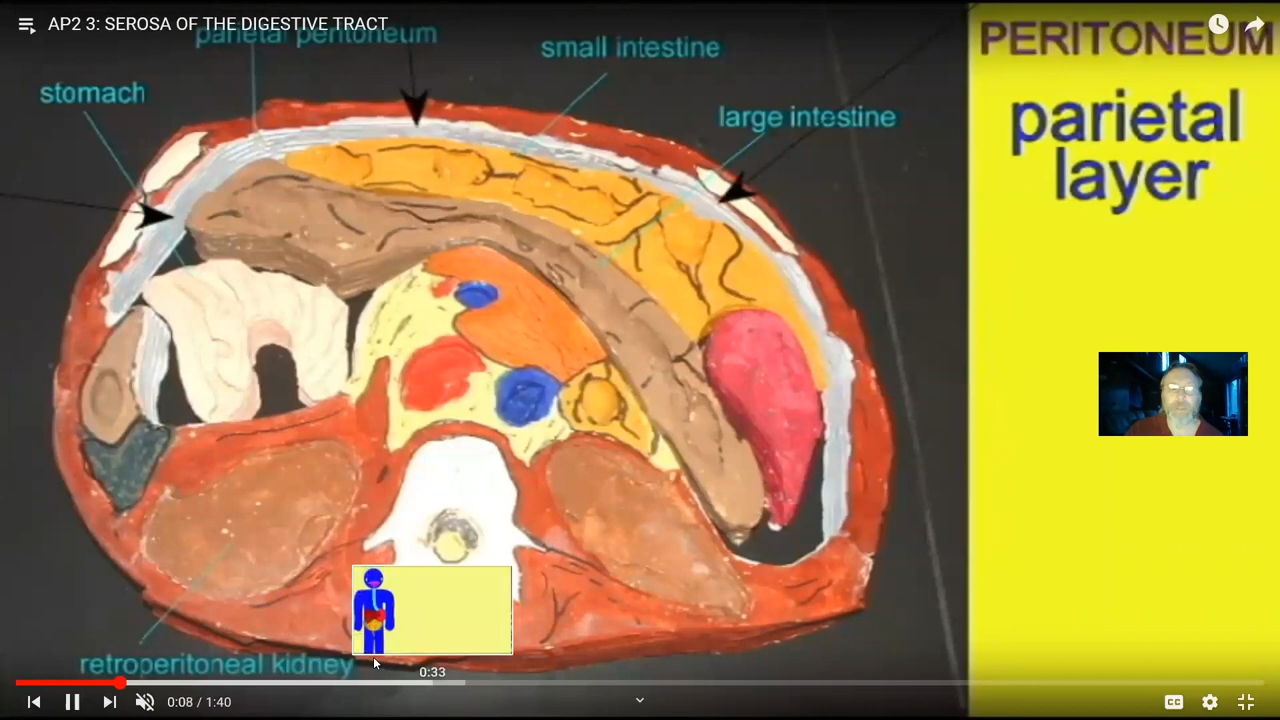 AP2 3: SEROSA OF THE DIGESTIVE TRACT
parietal peritoneum
small intestine
stomach
large intestine
PERITONEUM
parietal
layer
retroperitoneal kidney
0:33
0:08 / 1:40
CC